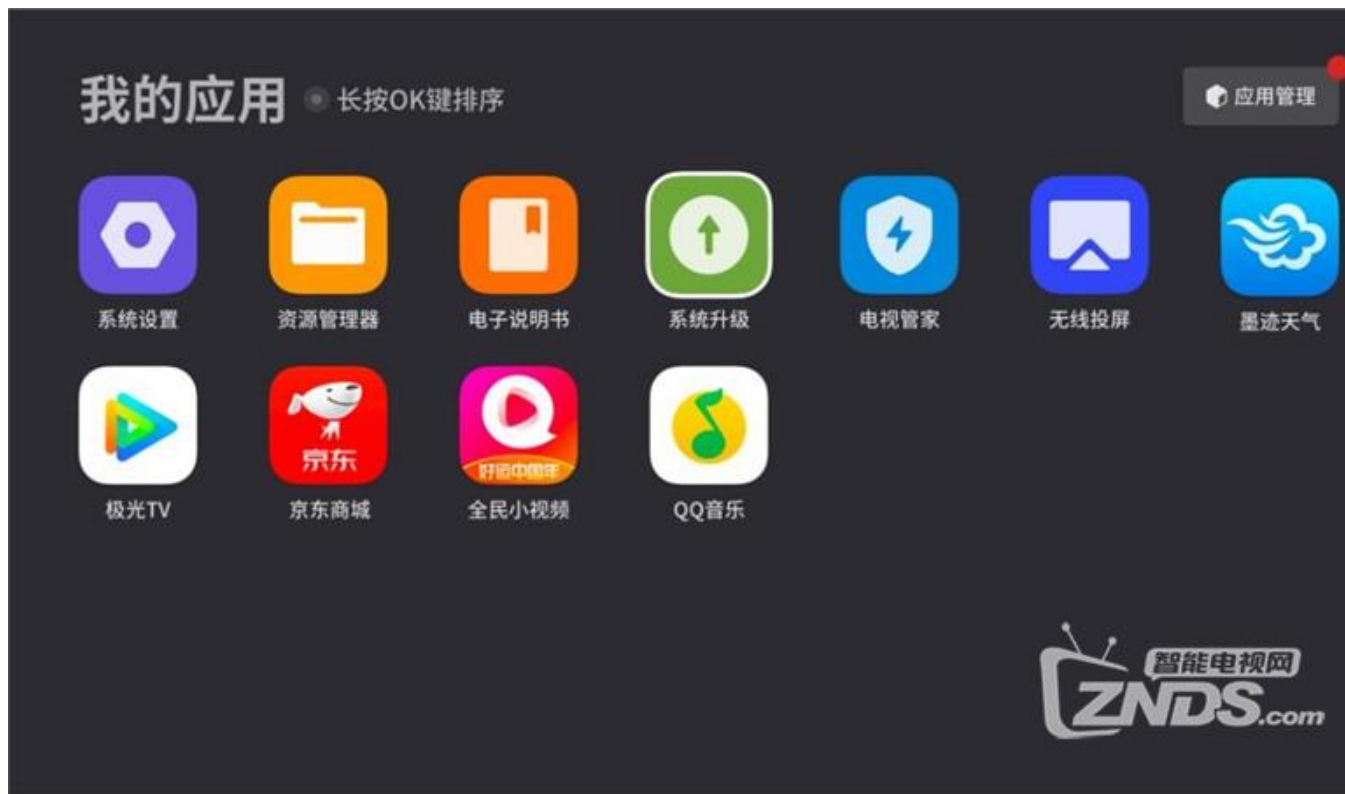 我的应用 长按OK键排序 应用管理
系统设置 资源管理器 电子说明书 系统升级 电视管家 无线投屏 墨迹天气
京东
好运中国年
极光TV 京东商城 全民小视频 QQ音乐
智能电视网
ZNDS.com